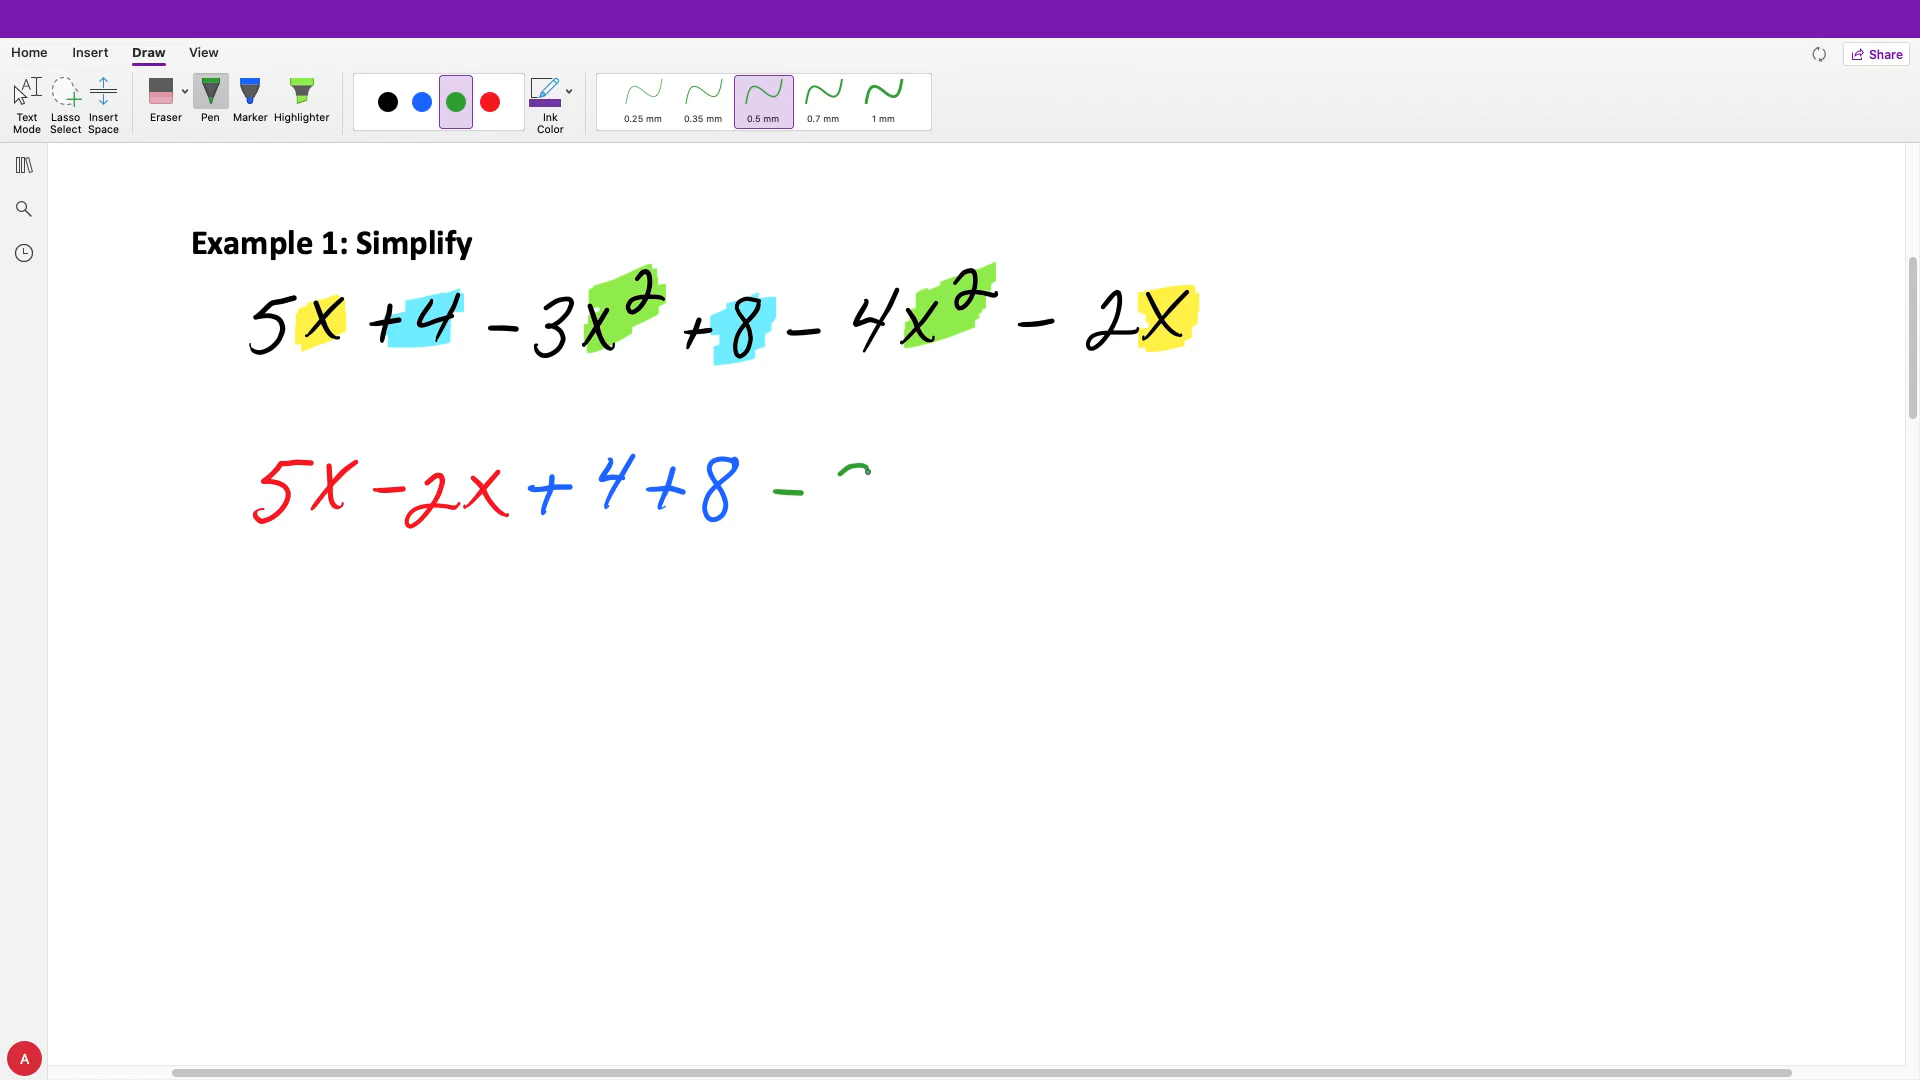 Home Insert Draw View
Share
Text Mode
Lasso Select
Insert Space
Eraser
Pen
Marker
Highlighter
Ink Color
0.25 mm
0.35 mm
0.5 mm
0.7 mm
1 mm
Example 1: Simplify
5x + 4 - 3x² + 8 - 4x² - 2x
5x - 2x + 4 + 8 -
A